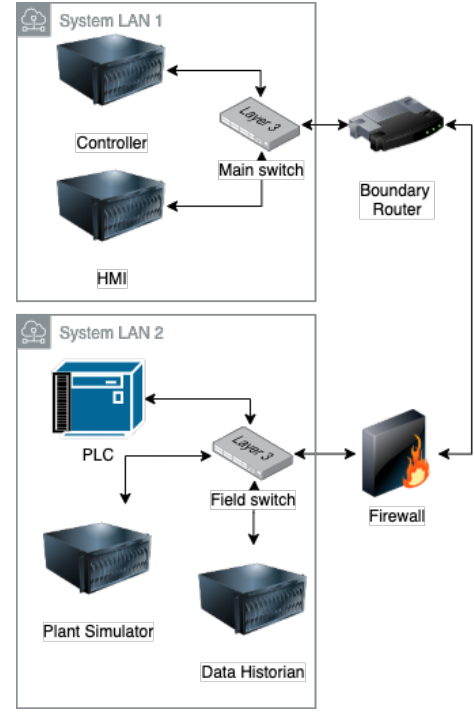 System LAN 1
Layer 3
Controller
Main switch
Boundary
Router
HMI
System LAN 2
Layer 3
PLC
Field switch
Firewall
Plant Simulator
Data Historian